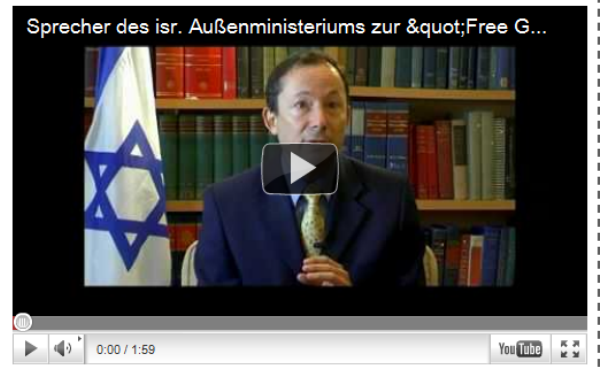 Sprecher des isr. Außenministeriums zur &quot;Free G...
0:00 / 1:59
YouTube